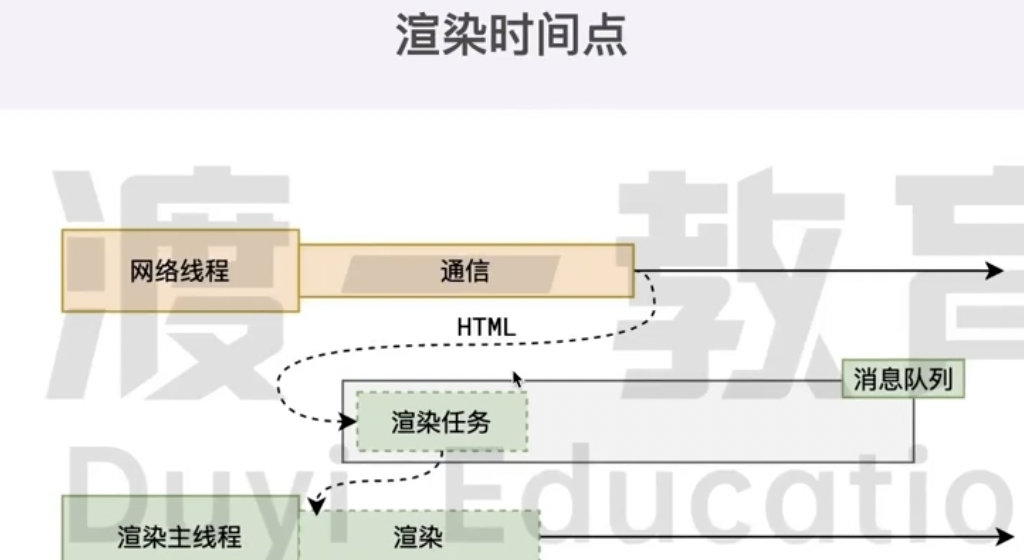 渲染时间点
渡一教育
网络线程
通信
HTML
消息队列
渲染任务
Duyi Educatio
渲染主线程
渲染